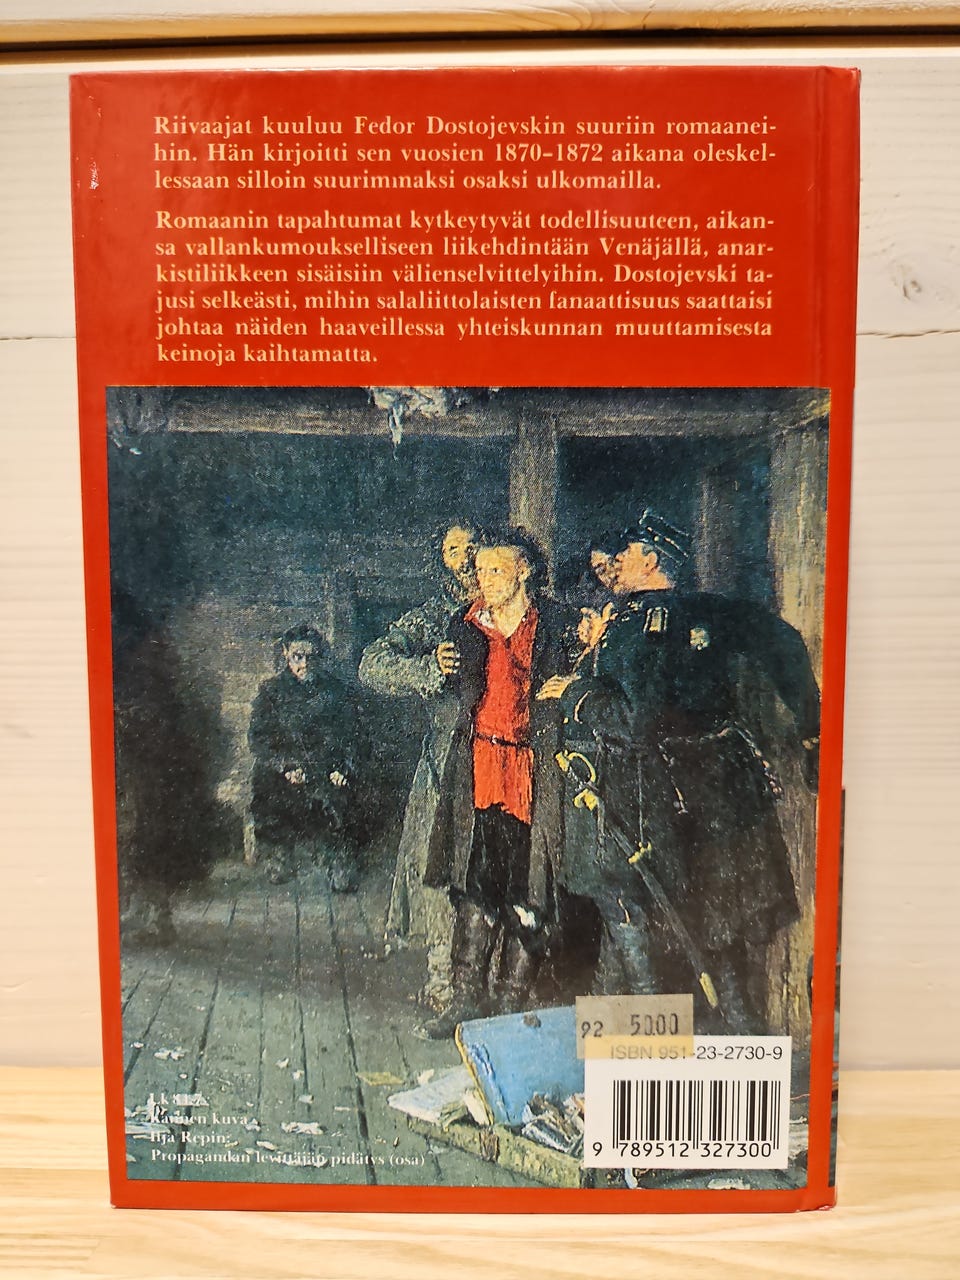 Riivaajat kuuluu Fedor Dostojevskin suuriin romaanei-
hin. Hän kirjoitti sen vuosien 1870–1872 aikana oleskel-
lessaan silloin suurimmaksi osaksi ulkomailla.
Romaanin tapahtumat kytkeytyvät todellisuuteen, aikan-
sa vallankumoukselliseen liikehdintään Venäjällä, anar-
kistiliikkeen sisäisiin välienselvittelyihin. Dostojevski ta-
jusi selkeästi, mihin salaliittolaisten fanaattisuus saattaisi
johtaa näiden haaveillessa yhteiskunnan muuttamisesta
keinoja kaihtamatta.
92 50.00
ISBN 951-23-2730-9
9 789512 327300
Lk 84.7
Kannen kuva
Ilja Repin:
Propagandan levittäjän pidätys (osa)